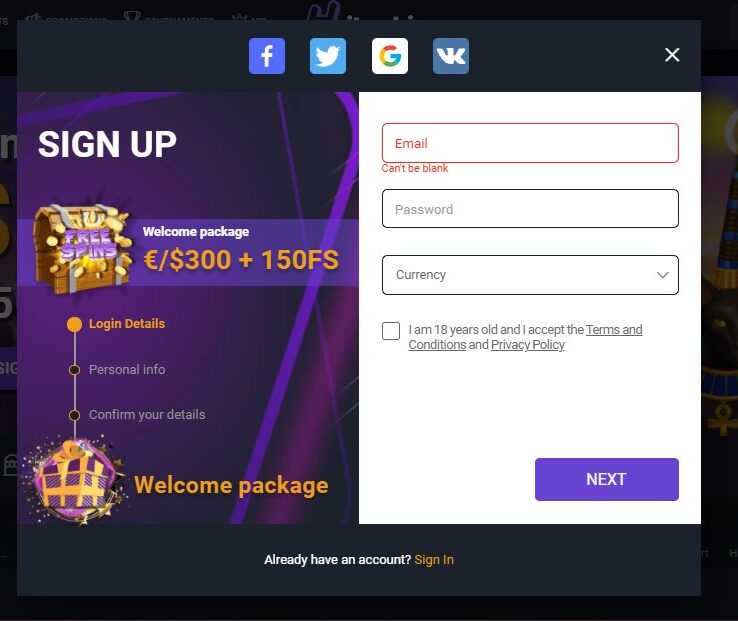 PROMOTIONS
TOURNAMENTS
VIP
SIGN UP
FREE
SPINS
Welcome package
€/$300 + 150FS
Login Details
Personal info
Confirm your details
Welcome package
Email
Can't be blank
Password
Currency
I am 18 years old and I accept the Terms and
Conditions and Privacy Policy
NEXT
Already have an account? Sign In